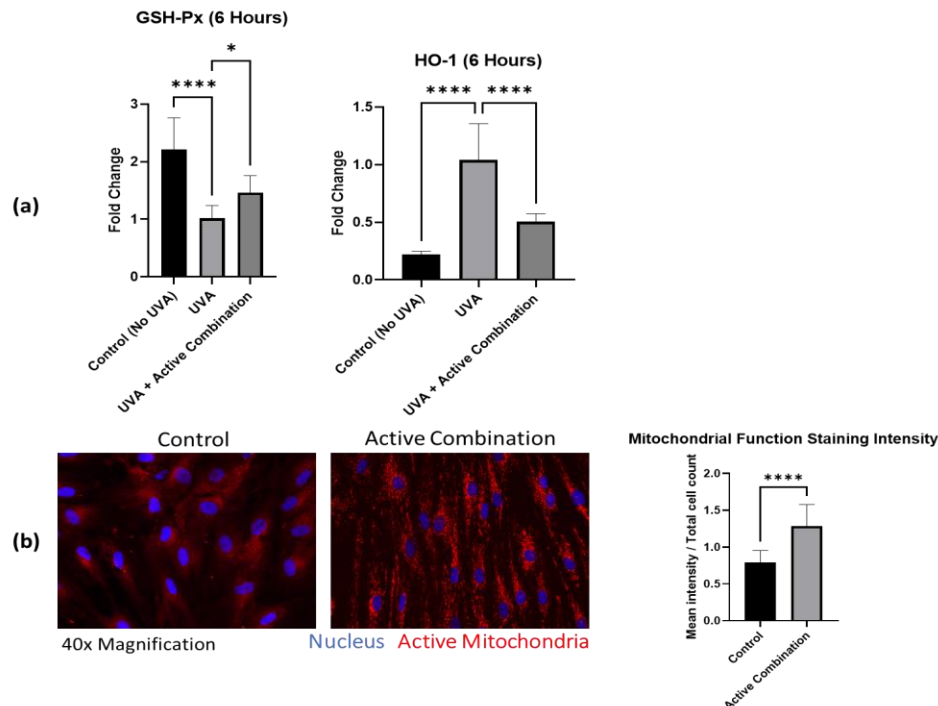 GSH-Px (6 Hours)
****
*
Fold Change
3
2
1
0
Control (No UVA)
UVA
UVA + Active Combination
HO-1 (6 Hours)
****
****
Fold Change
1.5
1.0
0.5
0.0
Control (No UVA)
UVA
UVA + Active Combination
(a)
Control
Active Combination
(b)
40x Magnification
Nucleus Active Mitochondria
Mitochondrial Function Staining Intensity
****
Mean intensity / Total cell count
2.0
1.5
1.0
0.5
0.0
Control
Active Combination